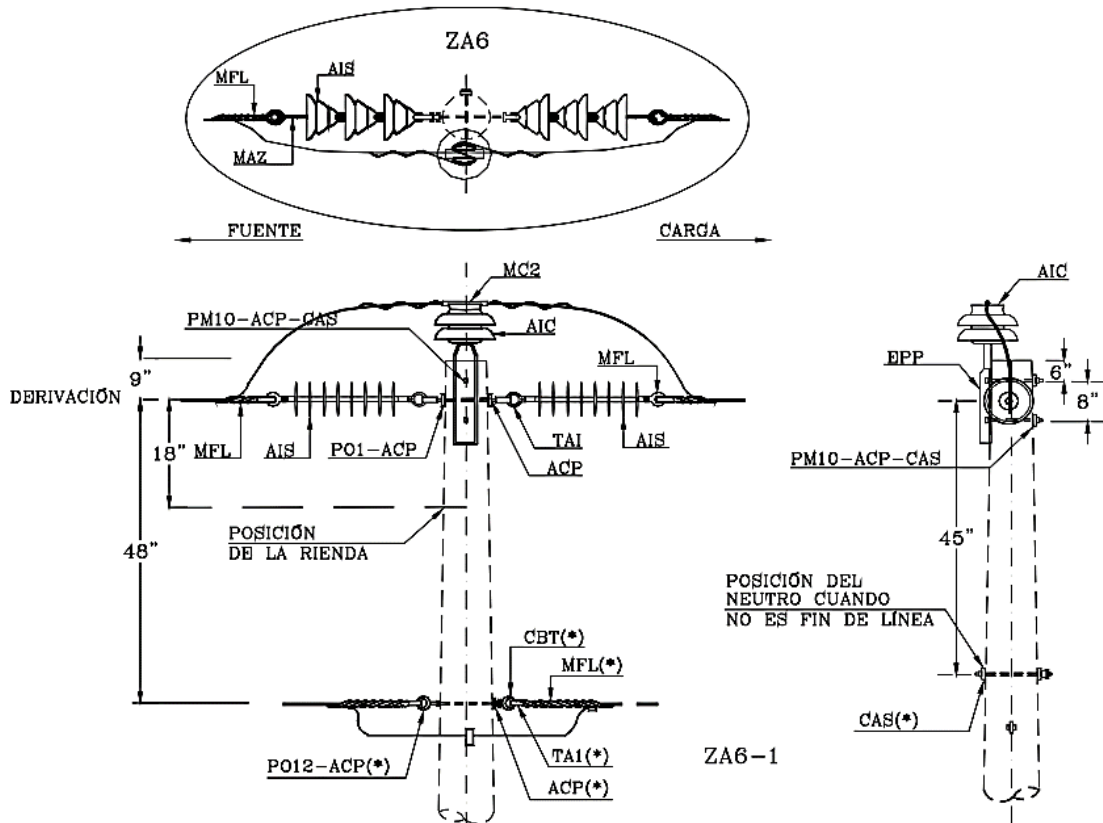 ZA6
MFL
AIS
MAZ
FUENTE
CARGA
MC2
PM10-ACP-CAS
AIC
MFL
9"
DERIVACIÓN
18"
MFL
AIS
PO1-ACP
TAI
ACP
AIS
POSICIÓN
DE LA RIENDA
48"
CBT(*)
MFL(*)
PO12-ACP(*)
TA1(*)
ACP(*)
ZA6-1
AIC
EPP
6"
8"
PM10-ACP-CAS
45"
POSICIÓN DEL
NEUTRO CUANDO
NO ES FIN DE LÍNEA
CAS(*)